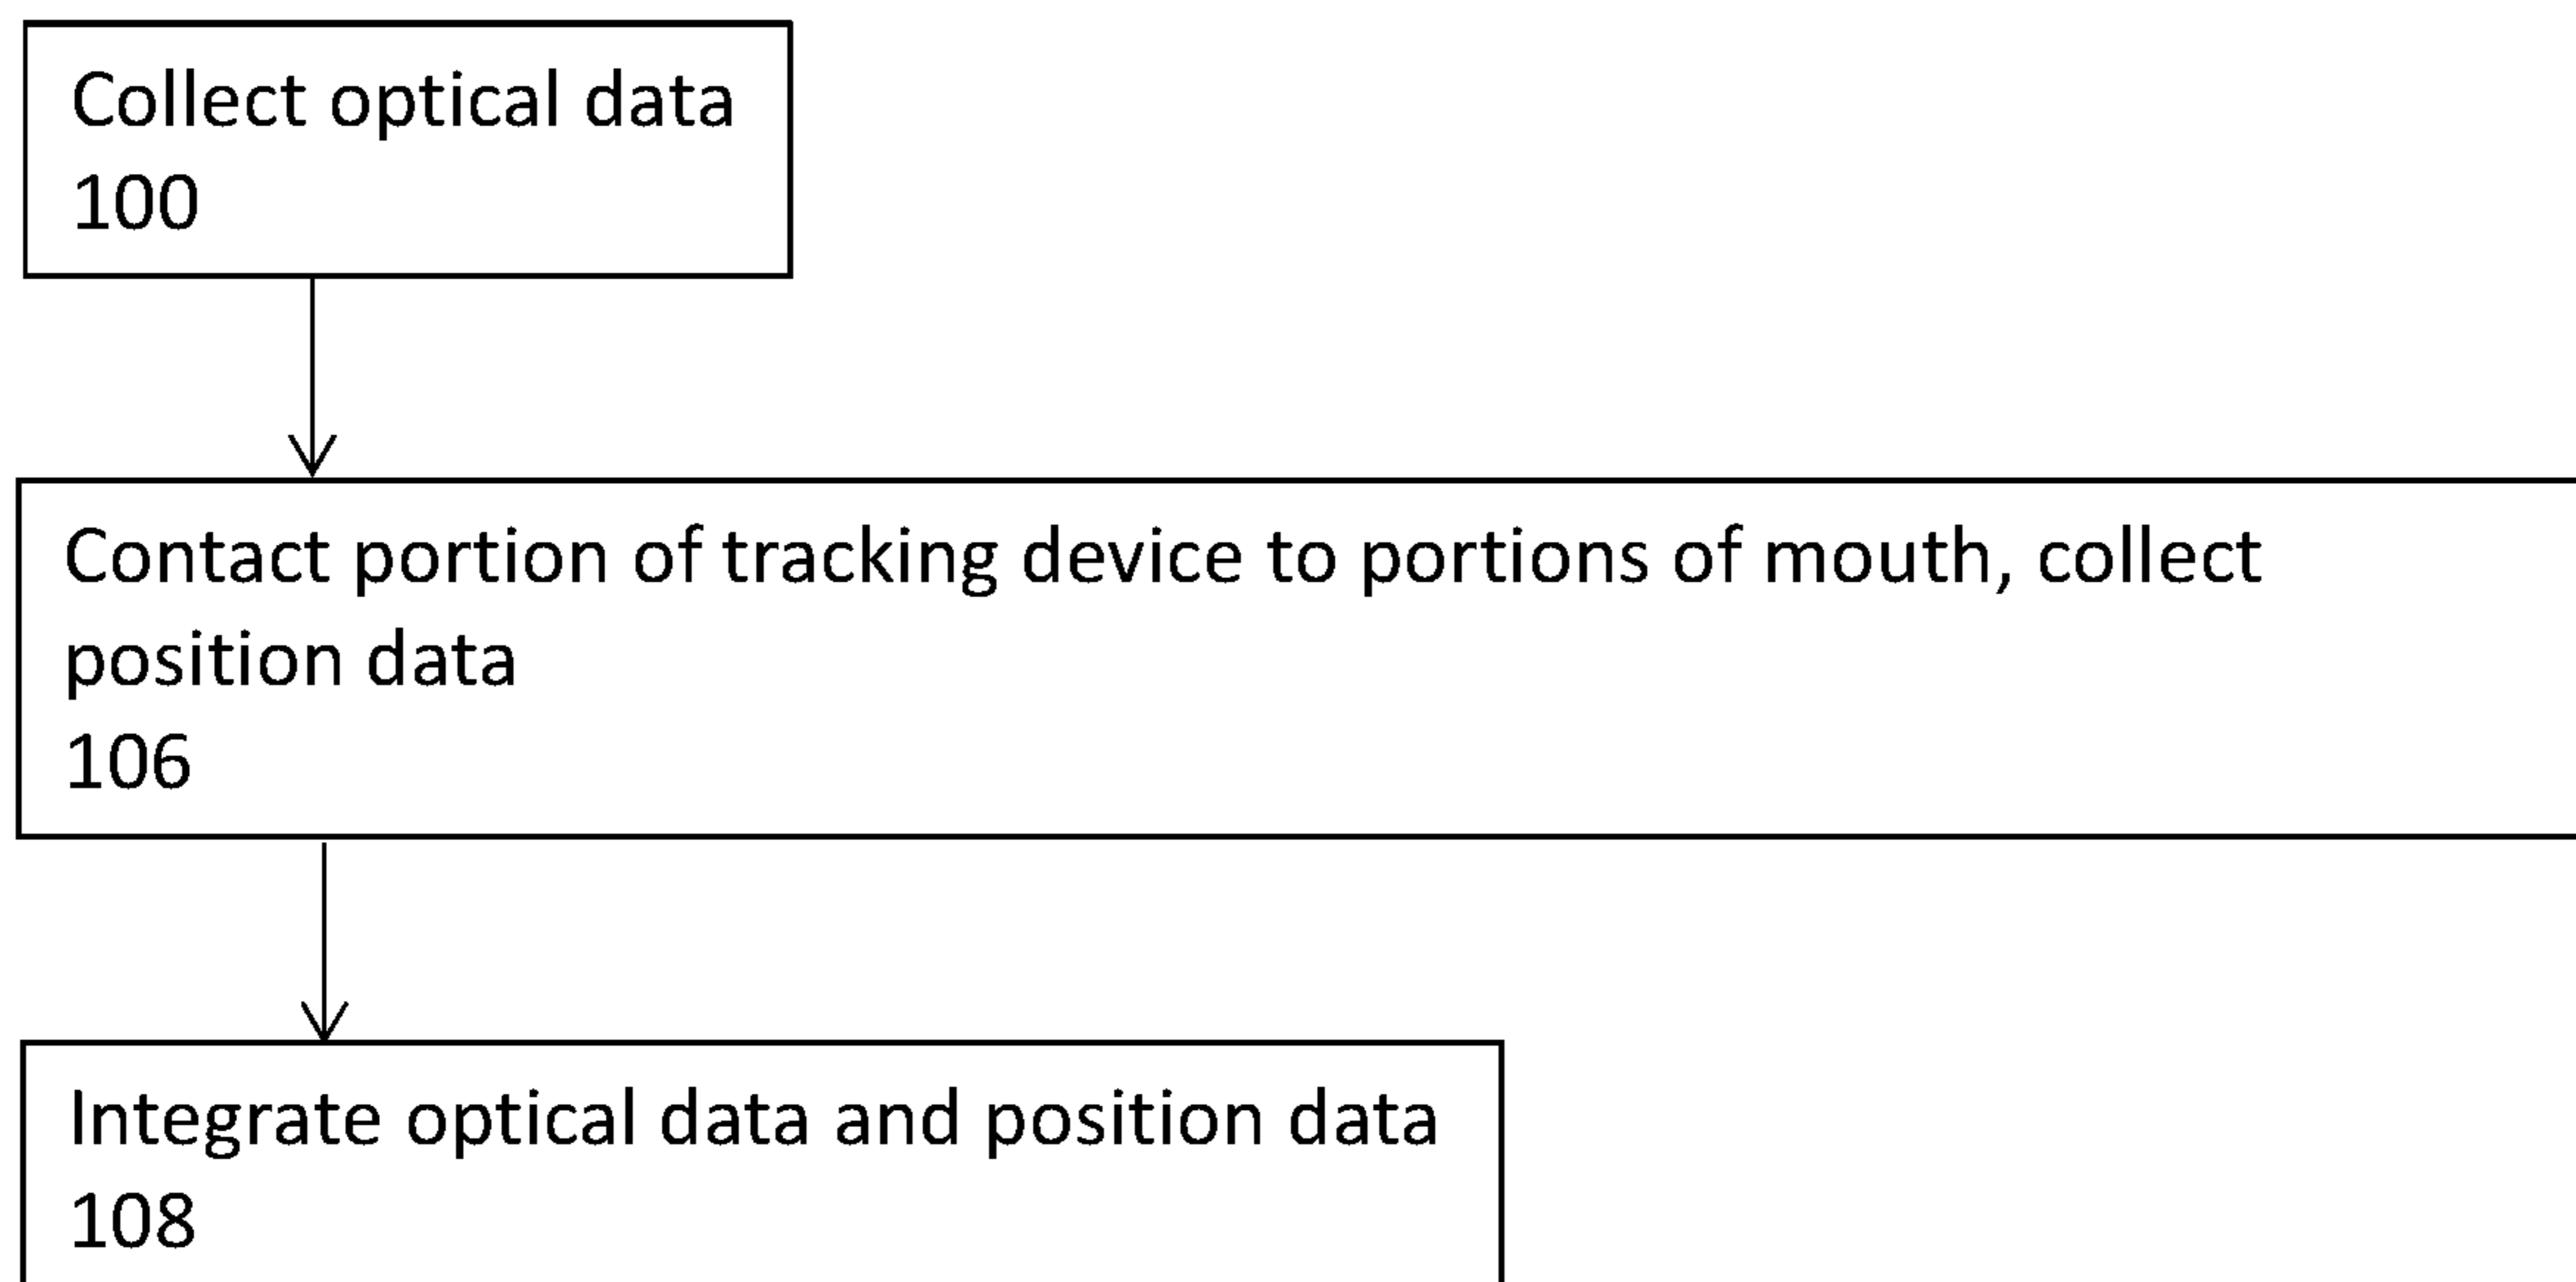 Collect optical data
100
Contact portion of tracking device to portions of mouth, collect
position data
106
Integrate optical data and position data
108